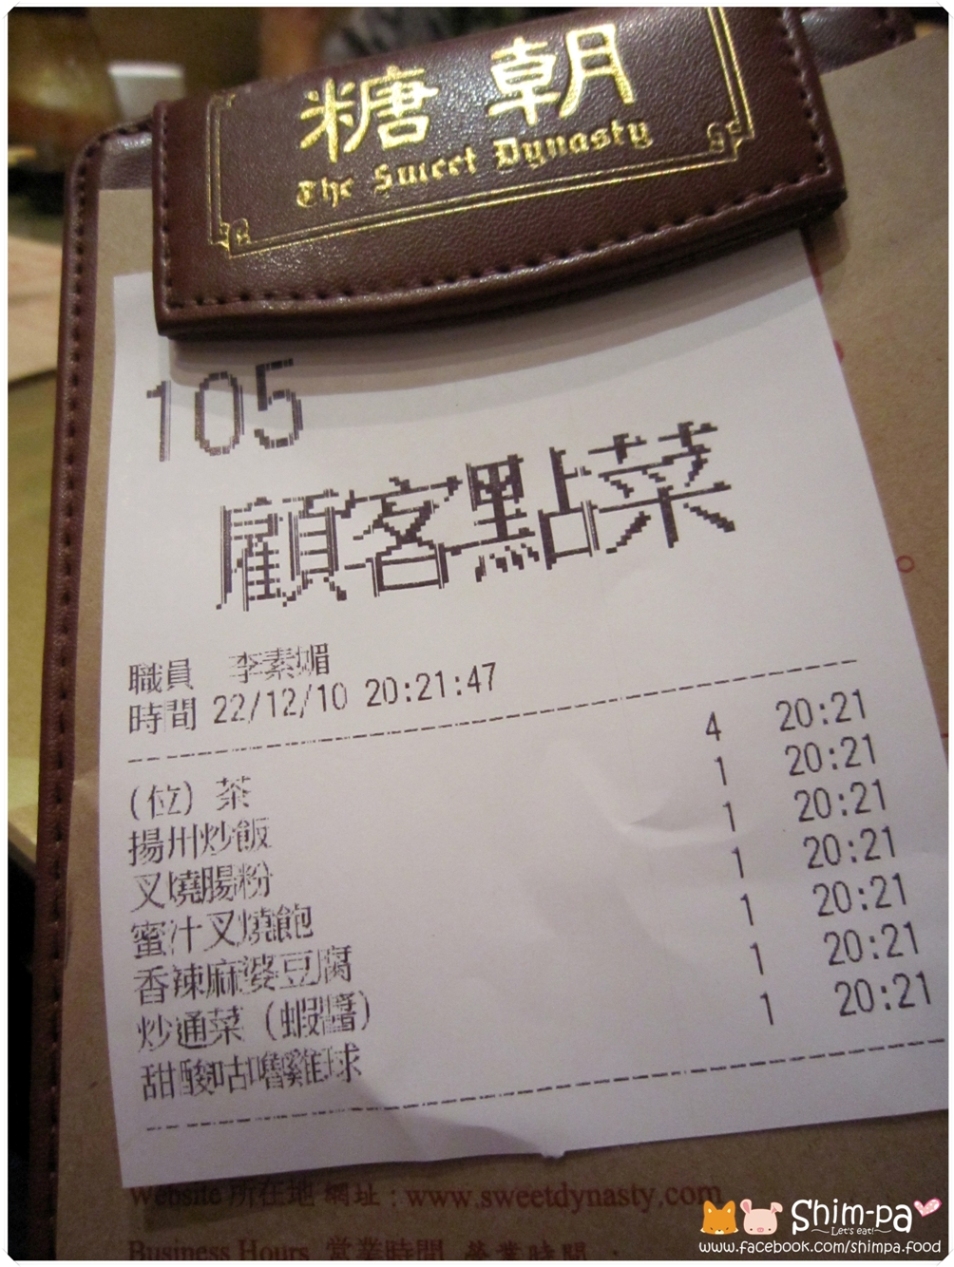 糖朝
The Sweet Dynasty
105
顧客點菜
職員 李素媚
時間 22/12/10 20:21:47
(位) 茶 4 20:21
揚州炒飯 1 20:21
叉燒腸粉 1 20:21
蜜汁叉燒飽 1 20:21
香辣麻婆豆腐 1 20:21
炒通菜 (蝦醬) 1 20:21
甜酸咕嚕雞球 1 20:21
Website 所在地 網址 : www.sweetdynasty.com
Business Hours 営業時間 營業時間 :
Shim-pa
Let's eat!
www.facebook.com/shimpa.food